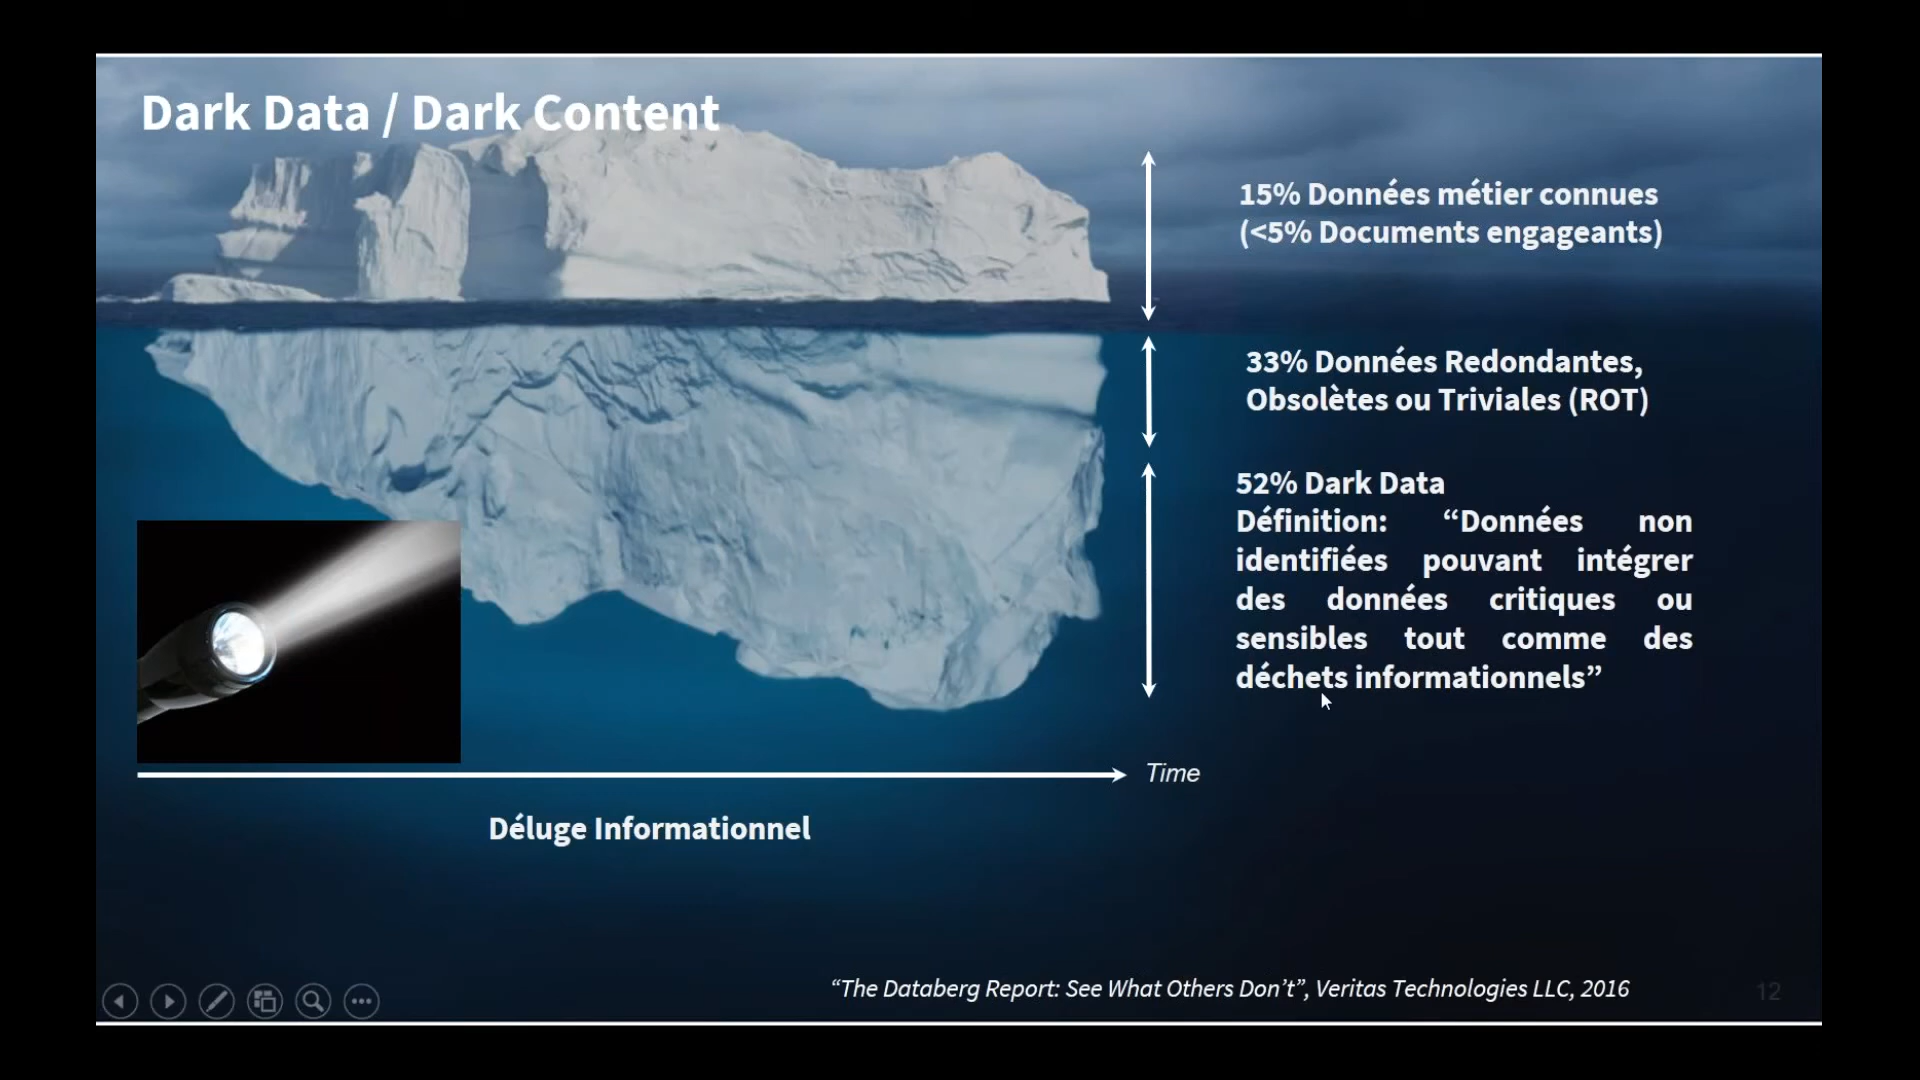 Dark Data / Dark Content
15% Données métier connues
(<5% Documents engageants)
33% Données Redondantes,
Obsolètes ou Triviales (ROT)
52% Dark Data
Définition: “Données non
identifiées pouvant intégrer
des données critiques ou
sensibles tout comme des
déchets informationnels”
Time
Déluge Informationnel
“The Databerg Report: See What Others Don’t”, Veritas Technologies LLC, 2016
12